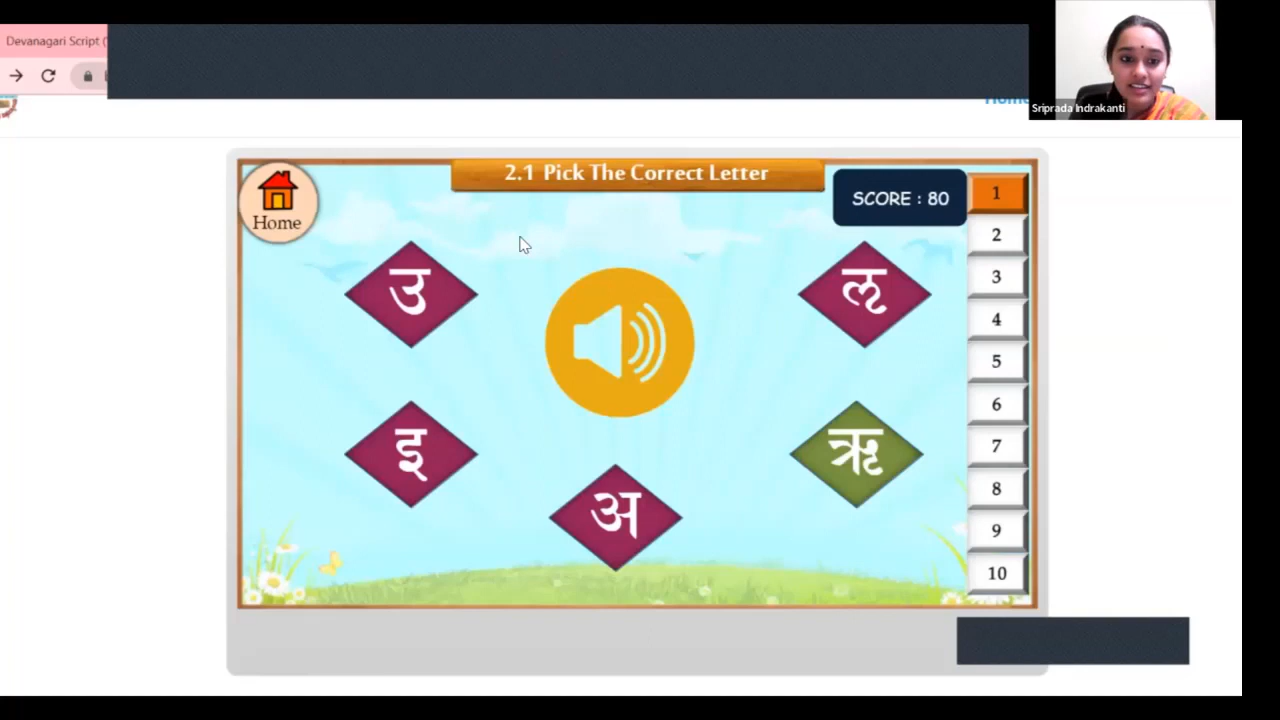 Devanagari Script (
Sriprada Indrakanti
2.1 Pick The Correct Letter
Home
SCORE : 80
उ
ऌ
इ
ऋ
अ
1
2
3
4
5
6
7
8
9
10